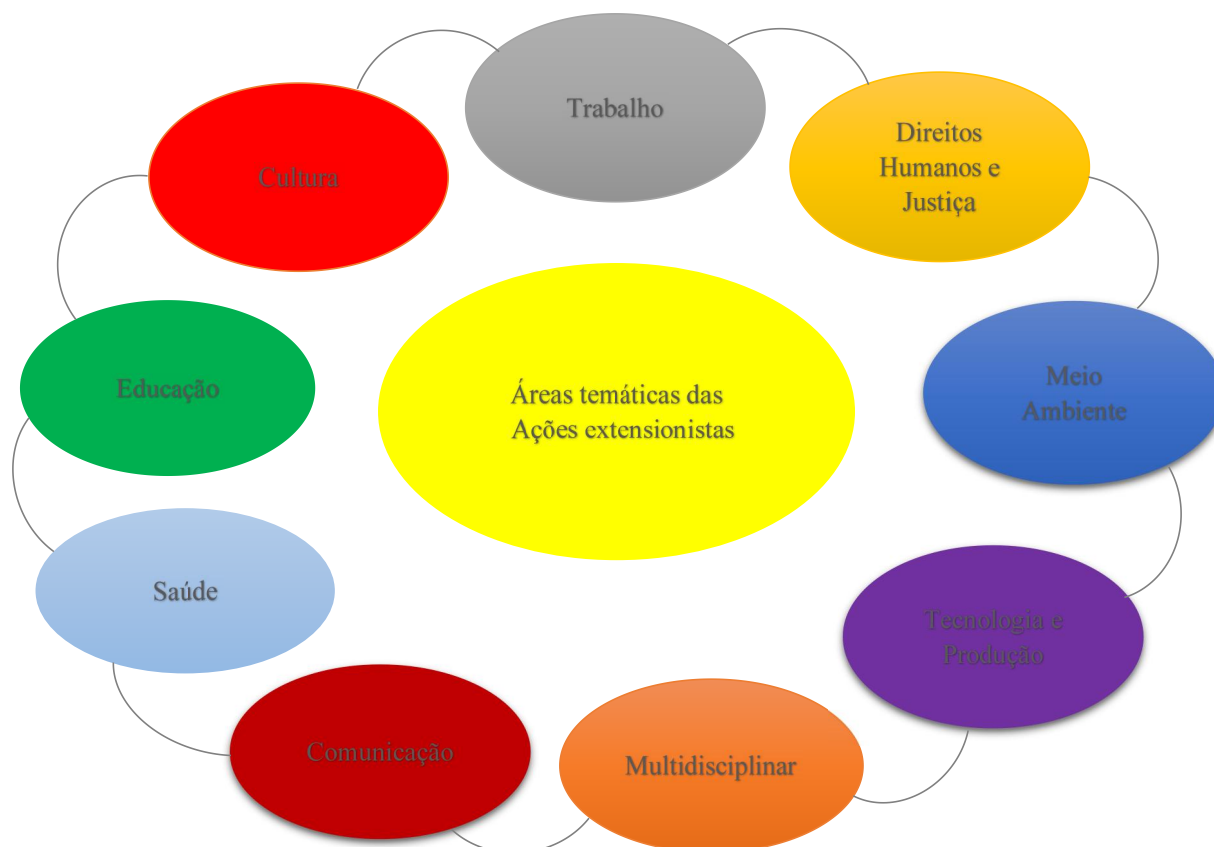 Trabalho
Direitos
Humanos e
Justiça
Cultura
Meio
Ambiente
Áreas temáticas das
Ações extensionistas
Educação
Saúde
Tecnologia e
Produção
Comunicação
Multidisciplinar